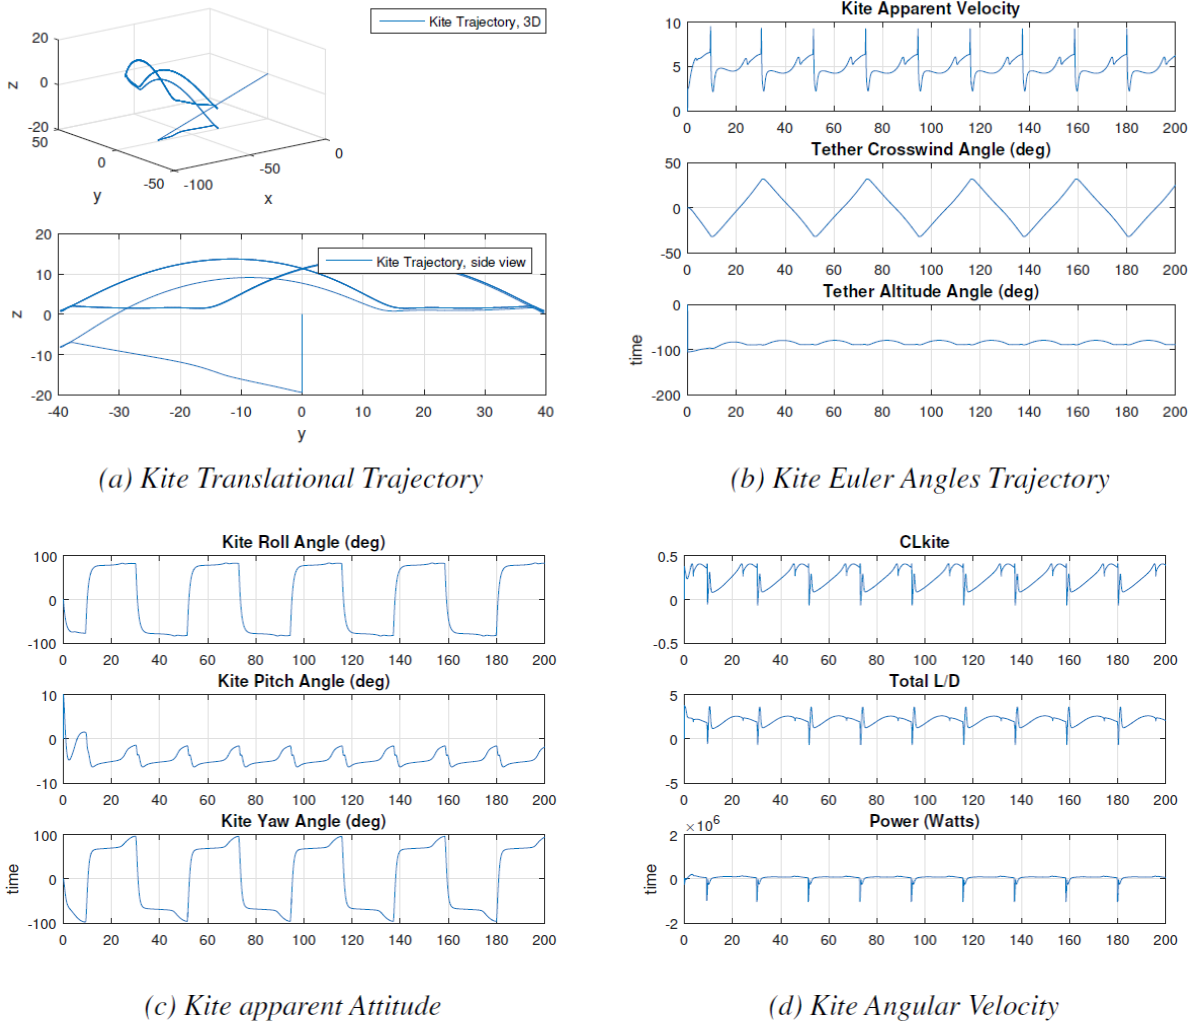 Kite Trajectory, 3D
20
0
-20
z
50
0
-50
y
-100
-50
0
x
Kite Trajectory, side view
20
10
0
-10
-20
z
-40 -30 -20 -10 0 10 20 30 40
y
(a) Kite Translational Trajectory
Kite Apparent Velocity
10
5
0
0 20 40 60 80 100 120 140 160 180 200
Tether Crosswind Angle (deg)
50
0
-50
0 20 40 60 80 100 120 140 160 180 200
Tether Altitude Angle (deg)
0
-100
-200
time
0 20 40 60 80 100 120 140 160 180 200
(b) Kite Euler Angles Trajectory
Kite Roll Angle (deg)
100
0
-100
0 20 40 60 80 100 120 140 160 180 200
Kite Pitch Angle (deg)
10
0
-10
0 20 40 60 80 100 120 140 160 180 200
Kite Yaw Angle (deg)
100
0
-100
time
0 20 40 60 80 100 120 140 160 180 200
(c) Kite apparent Attitude
CLkite
0.5
0
-0.5
0 20 40 60 80 100 120 140 160 180 200
Total L/D
5
0
-5
0 20 40 60 80 100 120 140 160 180 200
Power (Watts)
×10⁶
2
0
-2
time
0 20 40 60 80 100 120 140 160 180 200
(d) Kite Angular Velocity